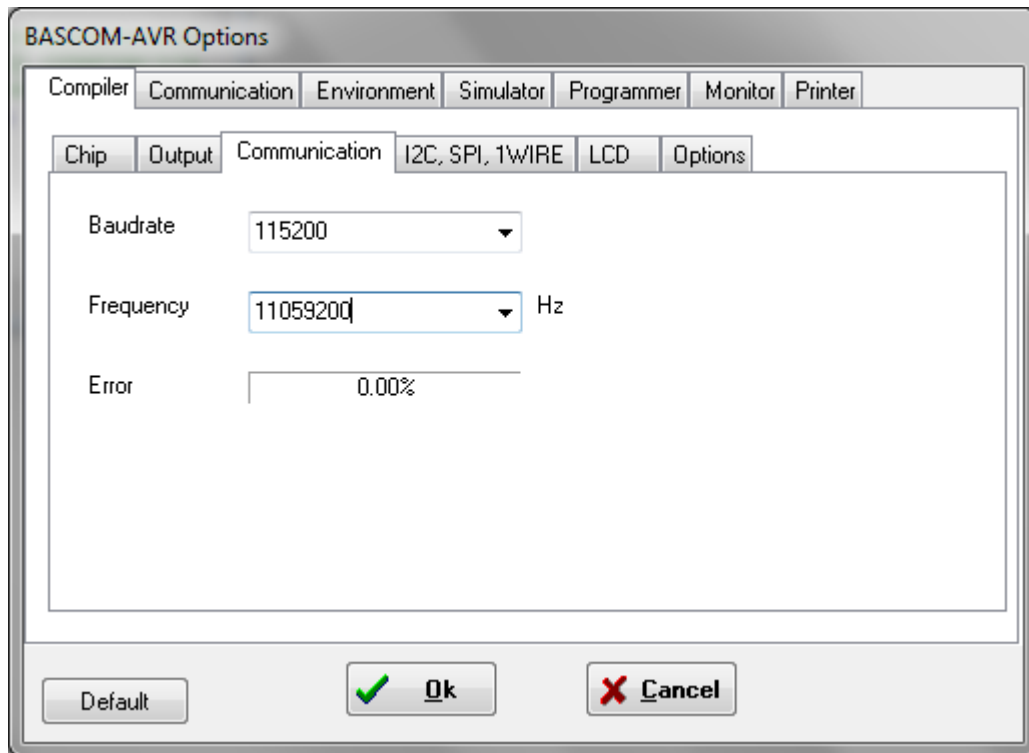 BASCOM-AVR Options
Compiler Communication Environment Simulator Programmer Monitor Printer
Chip Output Communication I2C, SPI, 1WIRE LCD Options
Baudrate 115200
Frequency 11059200 Hz
Error 0.00%
Default Ok Cancel